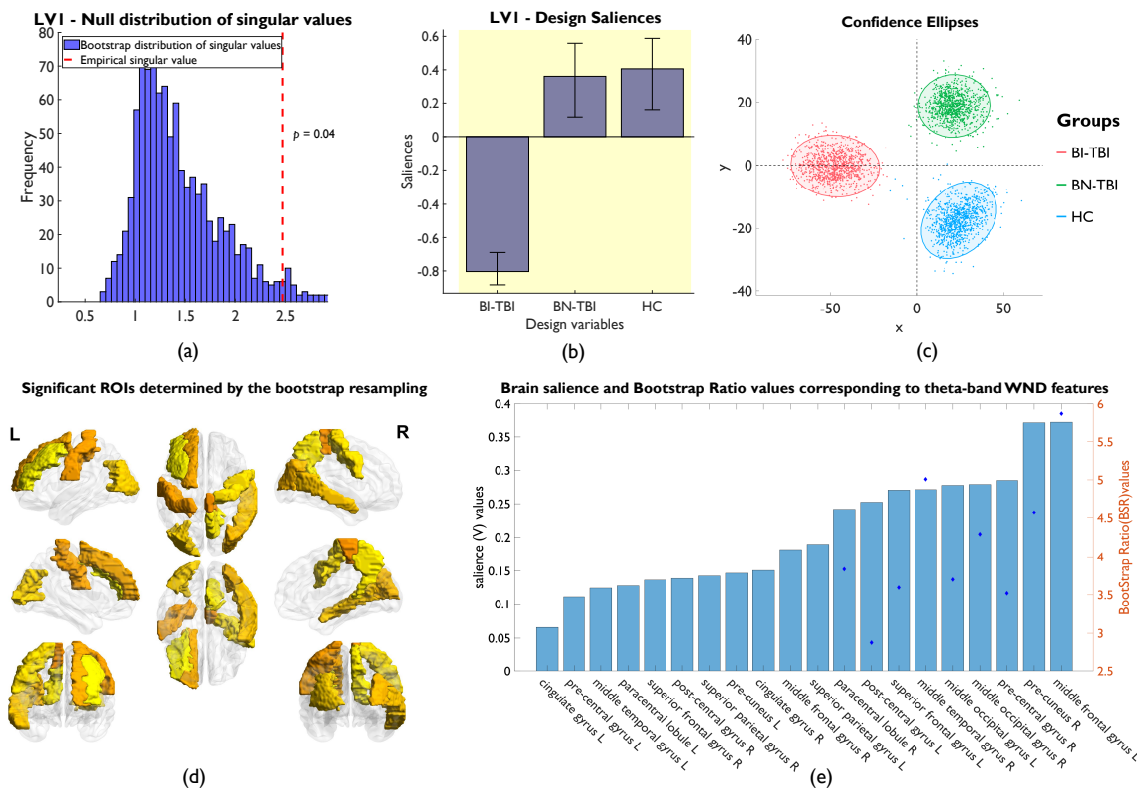 LV1 - Null distribution of singular values
Bootstrap distribution of singular values
Empirical singular value
p = 0.04
Frequency
80
70
60
50
40
30
20
10
0
0.5
1
1.5
2
2.5
(a)
LV1 - Design Saliences
Saliences
0.6
0.4
0.2
0
-0.2
-0.4
-0.6
-0.8
BI-TBI
BN-TBI
HC
Design variables
(b)
Confidence Ellipses
y
40
20
0
-20
-40
-50
0
50
x
Groups
BI-TBI
BN-TBI
HC
(c)
Significant ROIs determined by the bootstrap resampling
L
R
(d)
Brain salience and Bootstrap Ratio values corresponding to theta-band WND features
salience (V) values
0.4
0.35
0.3
0.25
0.2
0.15
0.1
0.05
0
BootStrap Ratio(BSR)values
6
5.5
5
4.5
4
3.5
3
2.5
cingulate gyrus L
pre-central gyrus L
middle temporal gyrus L
paracentral lobule L
superior frontal gyrus R
post-central gyrus R
superior parietal gyrus R
pre-cuneus L
cingulate gyrus R
middle frontal gyrus R
superior parietal gyrus L
paracentral lobule R
post-central gyrus L
superior frontal gyrus L
middle temporal gyrus R
middle occipital gyrus L
middle occipital gyrus R
pre-central gyrus R
pre-cuneus R
middle frontal gyrus L
(e)